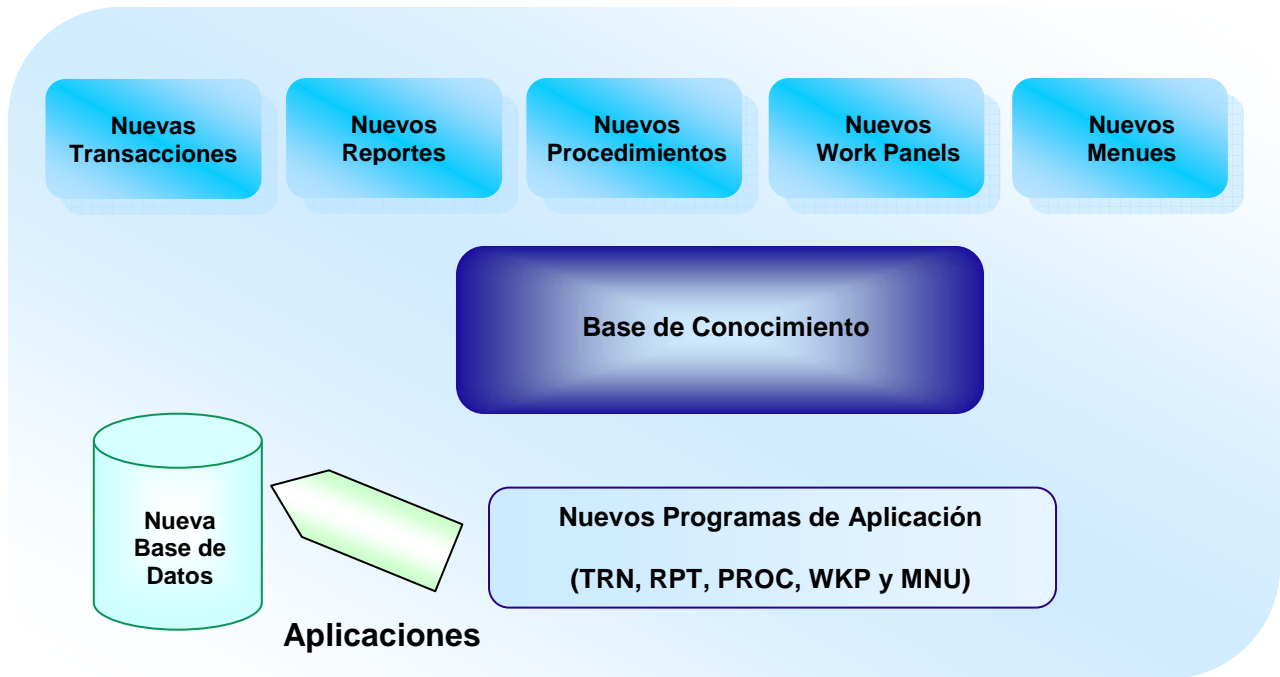 Nuevas
Transacciones
Nuevos
Reportes
Nuevos
Procedimientos
Nuevos
Work Panels
Nuevos
Menues
Base de Conocimiento
Nueva
Base de
Datos
Nuevos Programas de Aplicación
(TRN, RPT, PROC, WKP y MNU)
Aplicaciones